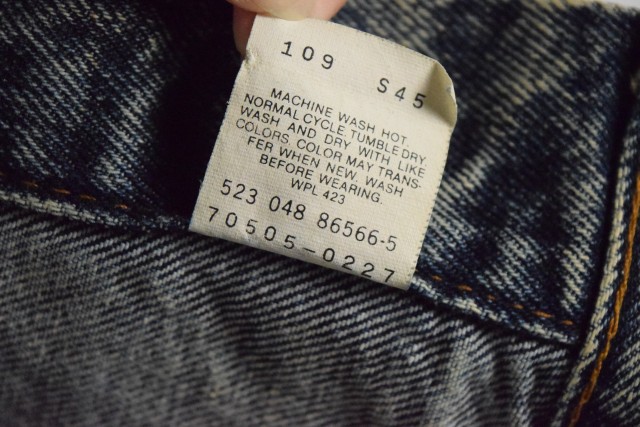 109 S45
MACHINE WASH HOT.
NORMAL CYCLE. TUMBLE DRY.
WASH AND DRY WITH LIKE
COLORS. COLOR MAY TRANS-
FER WHEN NEW. WASH
BEFORE WEARING.
WPL 423
523 048 86566-5
70505-0227